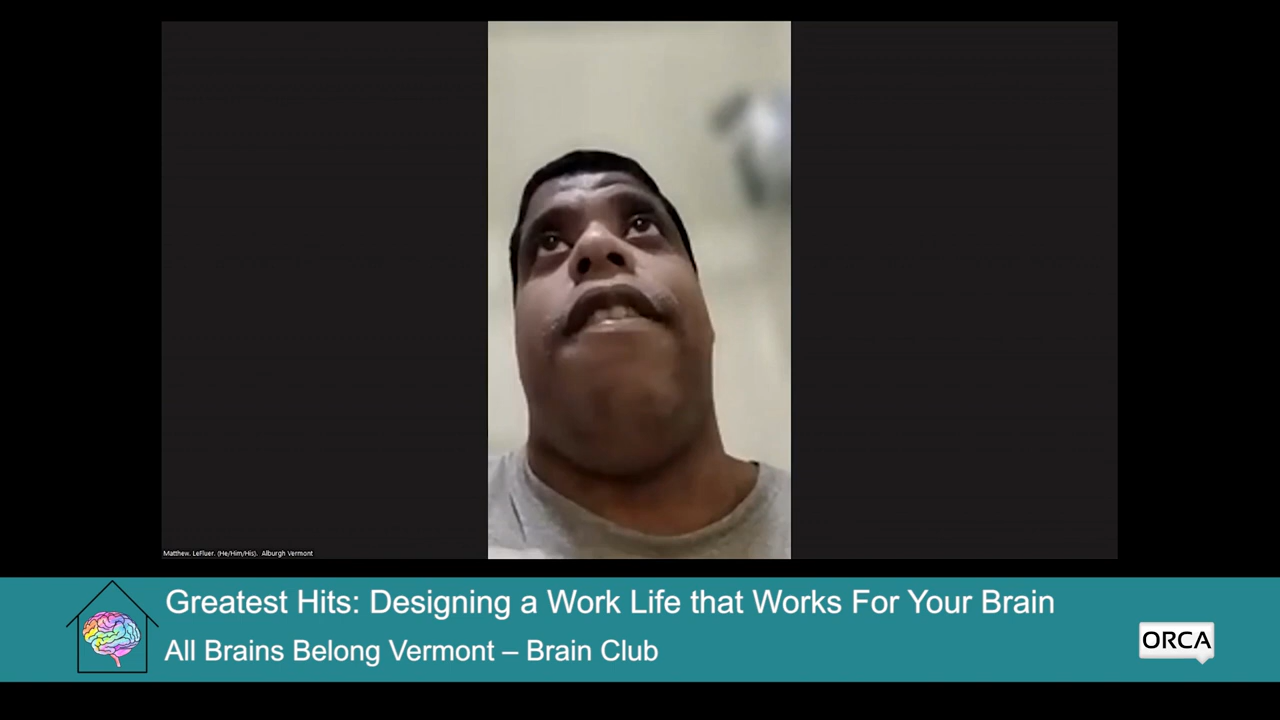 Matthew. LeFluer. (He/Him/His). Alburgh Vermont
Greatest Hits: Designing a Work Life that Works For Your Brain
All Brains Belong Vermont – Brain Club
ORCA